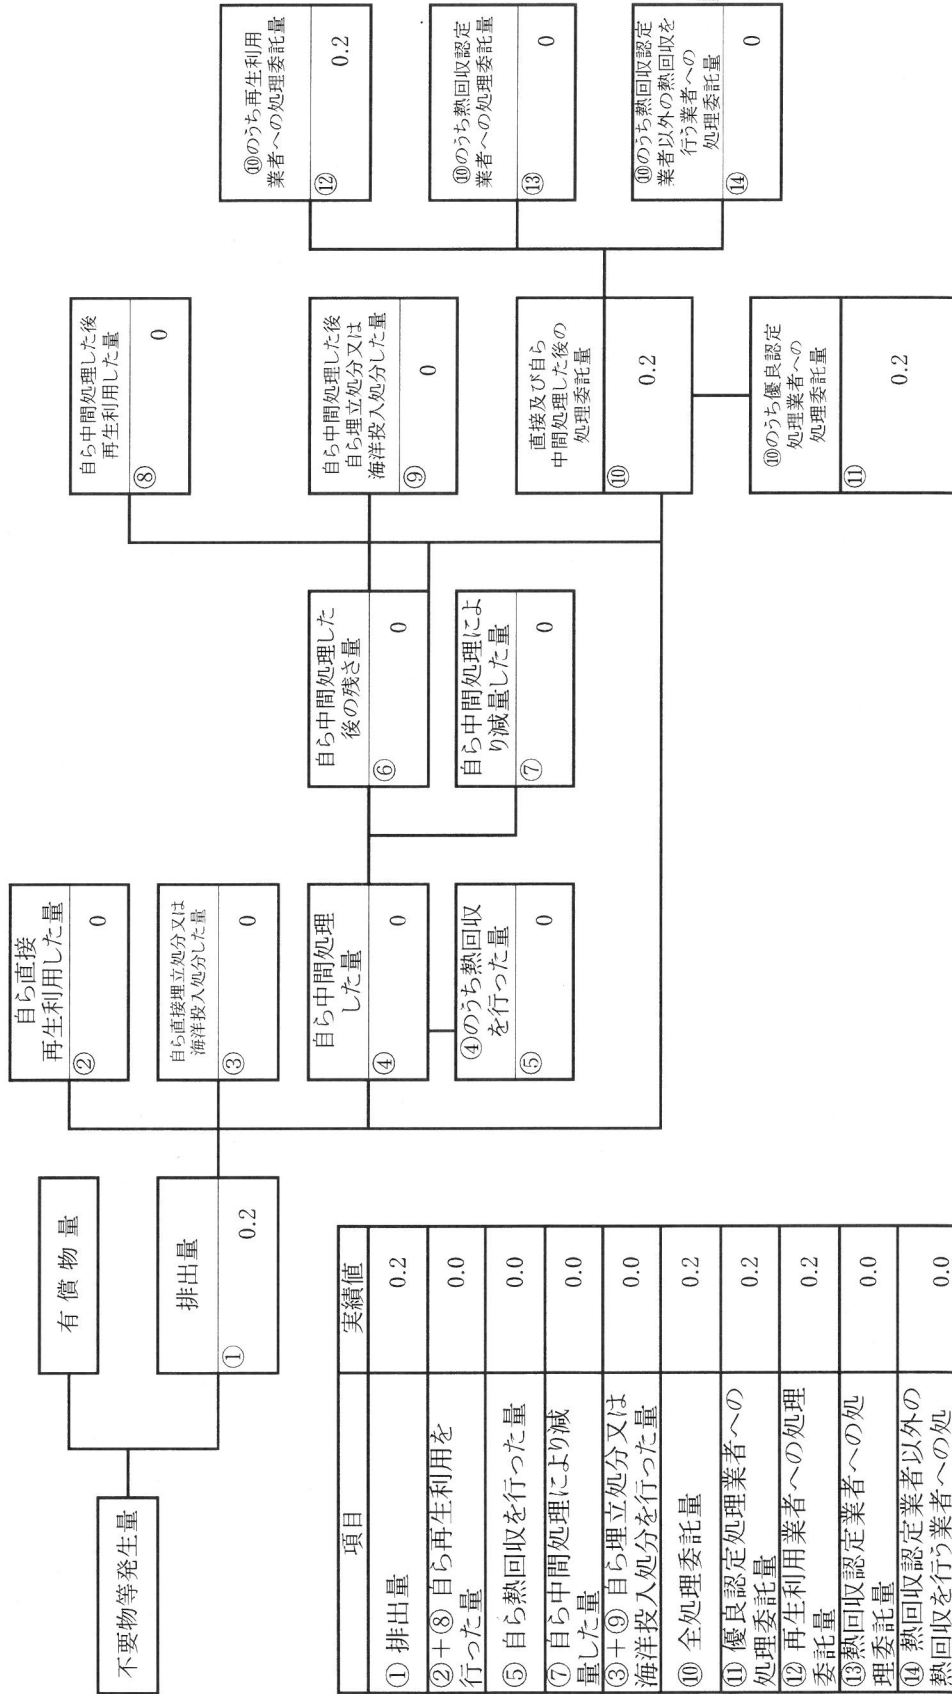 不要物等発生量
有償物量
排出量
①
0.2
自ら直接
再生利用した量
②
0
自ら直接埋立処分又は
海洋投入処分した量
③
0
自ら中間処理
した量
④
0
④のうち熱回収
を行った量
⑤
0
自ら中間処理した
後の残さ量
⑥
0
自ら中間処理によ
り減量した量
⑦
0
自ら中間処理した後
再生利用した量
⑧
0
自ら中間処理した後
自ら埋立処分又は
海洋投入処分した量
⑨
0
直接及び自ら
中間処理した後の
処理委託量
⑩
0.2
⑩のうち優良認定
処理業者への
処理委託量
⑪
0.2
⑩のうち再生利用
業者への処理委託量
⑫
0.2
⑩のうち熱回収認定
業者への処理委託量
⑬
0
⑩のうち熱回収認定
業者以外の熱回収を
行う業者への
処理委託量
⑭
0
項目 実績値
① 排出量 0.2
②+⑧ 自ら再生利用を
行った量 0.0
⑤ 自ら熱回収を行った量 0.0
⑦ 自ら中間処理により減
量した量 0.0
③+⑨ 自ら埋立処分又は
海洋投入処分を行った量 0.0
⑩ 全処理委託量 0.2
⑪ 優良認定処理業者への
処理委託量 0.2
⑫ 再生利用業者への処理
委託量 0.2
⑬熱回収認定業者への処
理委託量 0.0
⑭ 熱回収認定業者以外の
熱回収を行う業者への処 0.0